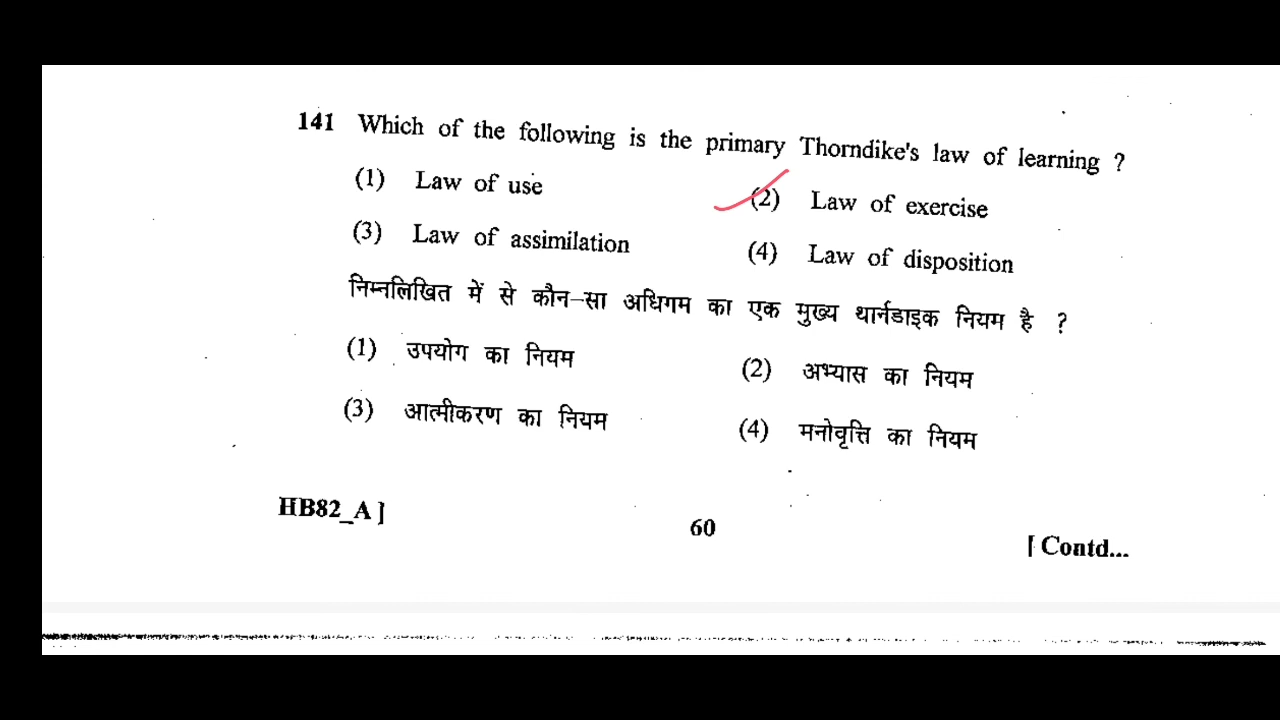 141 Which of the following is the primary Thorndike's law of learning ?
(1) Law of use (2) Law of exercise
(3) Law of assimilation (4) Law of disposition
निम्नलिखित में से कौन-सा अधिगम का एक मुख्य थार्नडाइक नियम है ?
(1) उपयोग का नियम (2) अभ्यास का नियम
(3) आत्मीकरण का नियम (4) मनोवृत्ति का नियम
HB82_A ] 60 [ Contd...